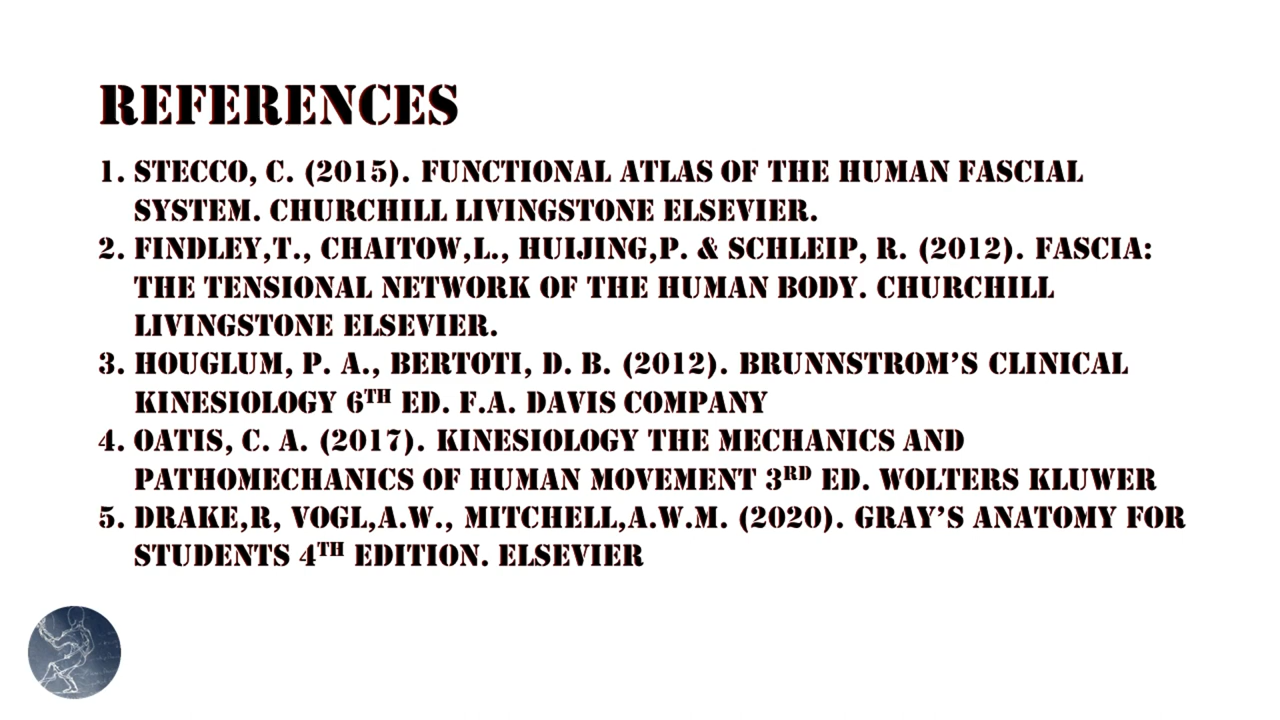 REFERENCES
1. STECCO, C. (2015). FUNCTIONAL ATLAS OF THE HUMAN FASCIAL
SYSTEM. CHURCHILL LIVINGSTONE ELSEVIER.
2. FINDLEY,T., CHAITOW,L., HUIJING,P. & SCHLEIP, R. (2012). FASCIA:
THE TENSIONAL NETWORK OF THE HUMAN BODY. CHURCHILL
LIVINGSTONE ELSEVIER.
3. HOUGLUM, P. A., BERTOTI, D. B. (2012). BRUNNSTROM’S CLINICAL
KINESIOLOGY 6TH ED. F.A. DAVIS COMPANY
4. OATIS, C. A. (2017). KINESIOLOGY THE MECHANICS AND
PATHOMECHANICS OF HUMAN MOVEMENT 3RD ED. WOLTERS KLUWER
5. DRAKE,R, VOGL,A.W., MITCHELL,A.W.M. (2020). GRAY’S ANATOMY FOR
STUDENTS 4TH EDITION. ELSEVIER